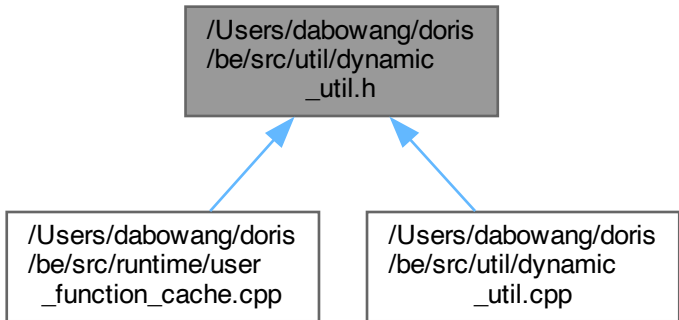 /Users/dabowang/doris
/be/src/util/dynamic
_util.h
/Users/dabowang/doris
/be/src/runtime/user
_function_cache.cpp
/Users/dabowang/doris
/be/src/util/dynamic
_util.cpp